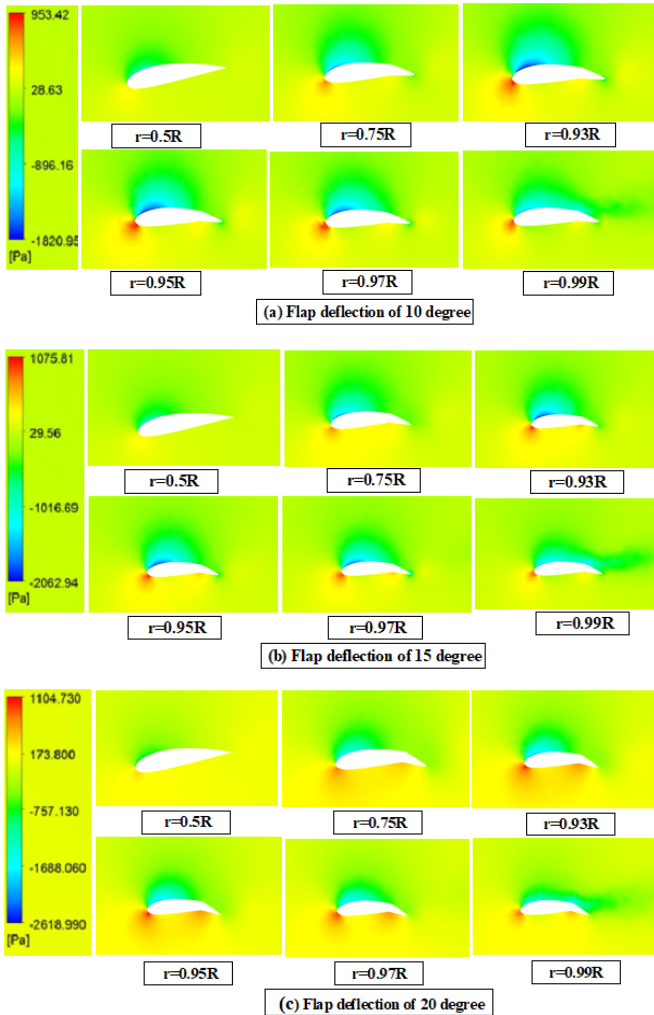 953.42
28.63
-896.16
-1820.95
[Pa]
r=0.5R
r=0.75R
r=0.93R
r=0.95R
r=0.97R
r=0.99R
(a) Flap deflection of 10 degree
1075.81
29.56
-1016.69
-2062.94
[Pa]
r=0.5R
r=0.75R
r=0.93R
r=0.95R
r=0.97R
r=0.99R
(b) Flap deflection of 15 degree
1104.730
173.800
-757.130
-1688.060
-2618.990
[Pa]
r=0.5R
r=0.75R
r=0.93R
r=0.95R
r=0.97R
r=0.99R
(c) Flap deflection of 20 degree